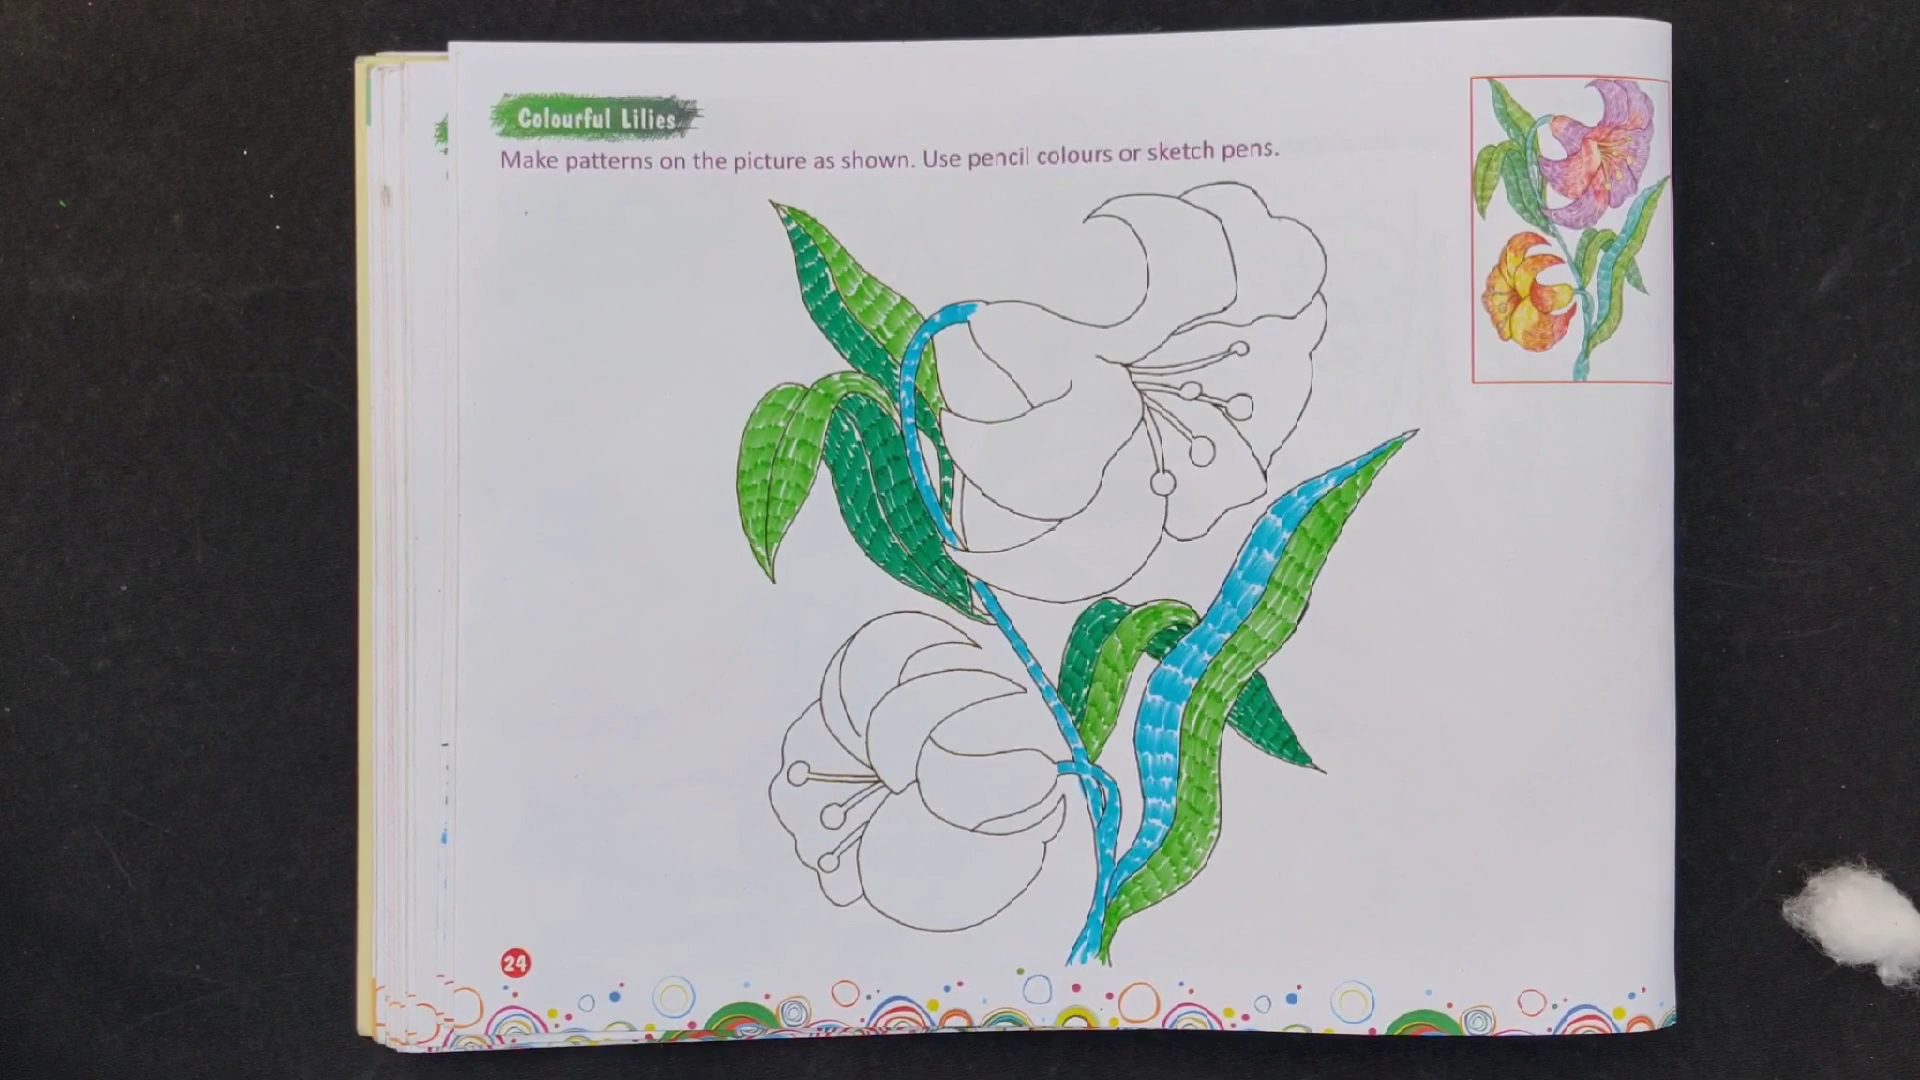 Colourful Lilies
Make patterns on the picture as shown. Use pencil colours or sketch pens.
24